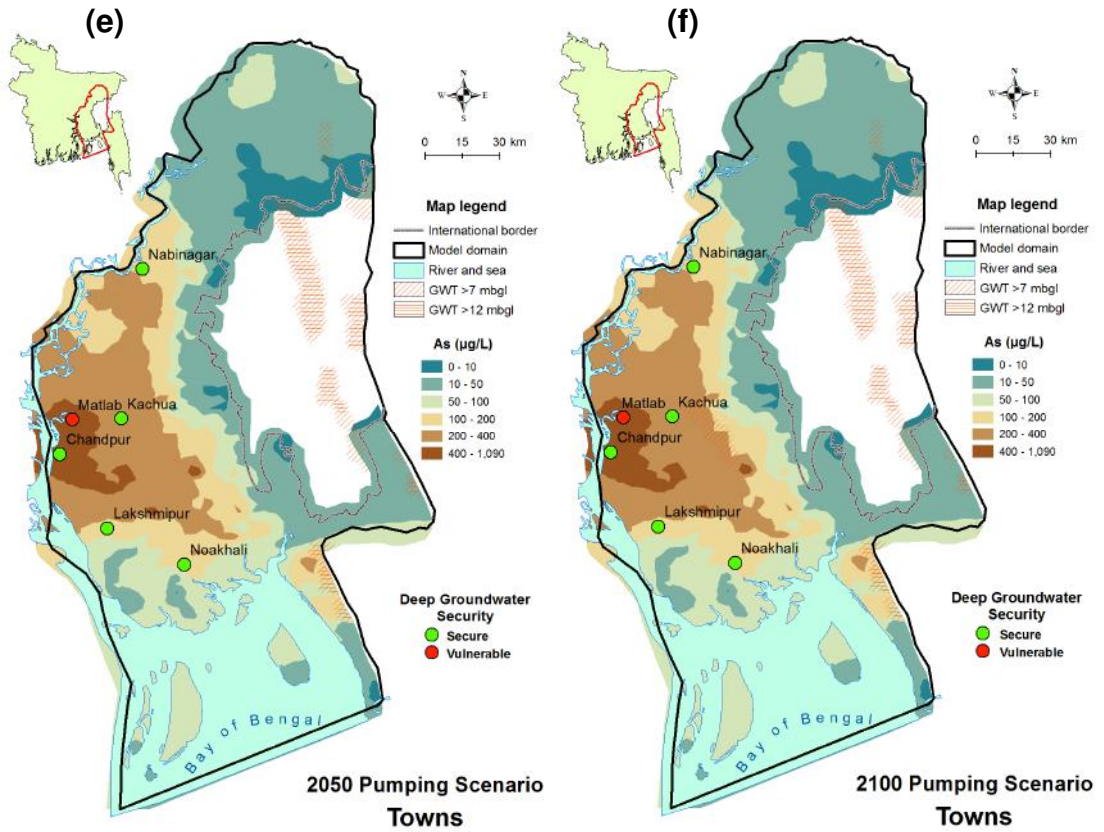 (e)
N
W E
S
0 15 30 km
Map legend
International border
Model domain
River and sea
GWT >7 mbgl
GWT >12 mbgl
As (µg/L)
0 - 10
10 - 50
50 - 100
100 - 200
200 - 400
400 - 1,090
Nabinagar
Matlab
Kachua
Chandpur
Lakshmipur
Noakhali
Deep Groundwater
Security
Secure
Vulnerable
Bay of Bengal
2050 Pumping Scenario
Towns
(f)
N
W E
S
0 15 30 km
Map legend
International border
Model domain
River and sea
GWT >7 mbgl
GWT >12 mbgl
As (µg/L)
0 - 10
10 - 50
50 - 100
100 - 200
200 - 400
400 - 1,090
Nabinagar
Matlab
Kachua
Chandpur
Lakshmipur
Noakhali
Deep Groundwater
Security
Secure
Vulnerable
Bay of Bengal
2100 Pumping Scenario
Towns